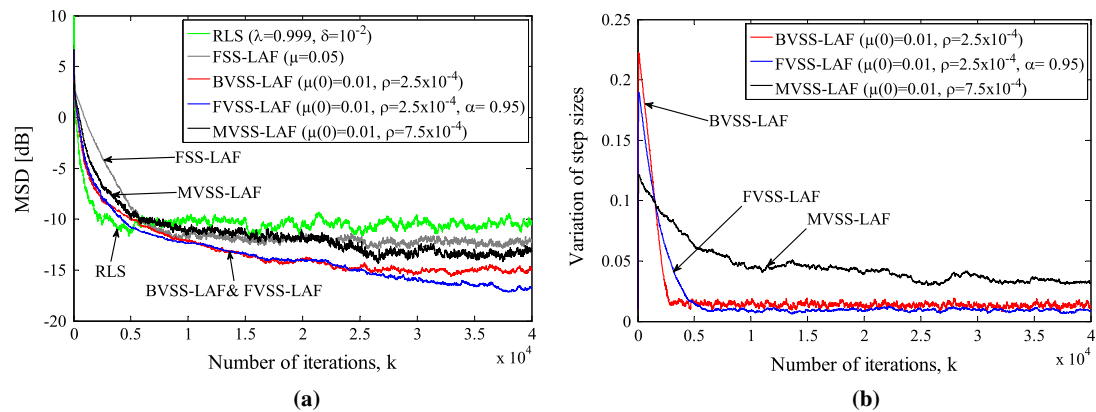 10
5
0
-5
-10
-15
-20
MSD [dB]
RLS (λ=0.999, δ=10⁻²)
FSS-LAF (μ=0.05)
BVSS-LAF (μ(0)=0.01, ρ=2.5x10⁻⁴)
FVSS-LAF (μ(0)=0.01, ρ=2.5x10⁻⁴, α= 0.95)
MVSS-LAF (μ(0)=0.01, ρ=7.5x10⁻⁴)
FSS-LAF
MVSS-LAF
RLS
BVSS-LAF& FVSS-LAF
0 0.5 1 1.5 2 2.5 3 3.5 4
x 10⁴
Number of iterations, k
(a)
0.25
0.2
0.15
0.1
0.05
0
Variation of step sizes
BVSS-LAF (μ(0)=0.01, ρ=2.5x10⁻⁴)
FVSS-LAF (μ(0)=0.01, ρ=2.5x10⁻⁴, α= 0.95)
MVSS-LAF (μ(0)=0.01, ρ=7.5x10⁻⁴)
BVSS-LAF
FVSS-LAF
MVSS-LAF
0 0.5 1 1.5 2 2.5 3 3.5 4
x 10⁴
Number of iterations, k
(b)